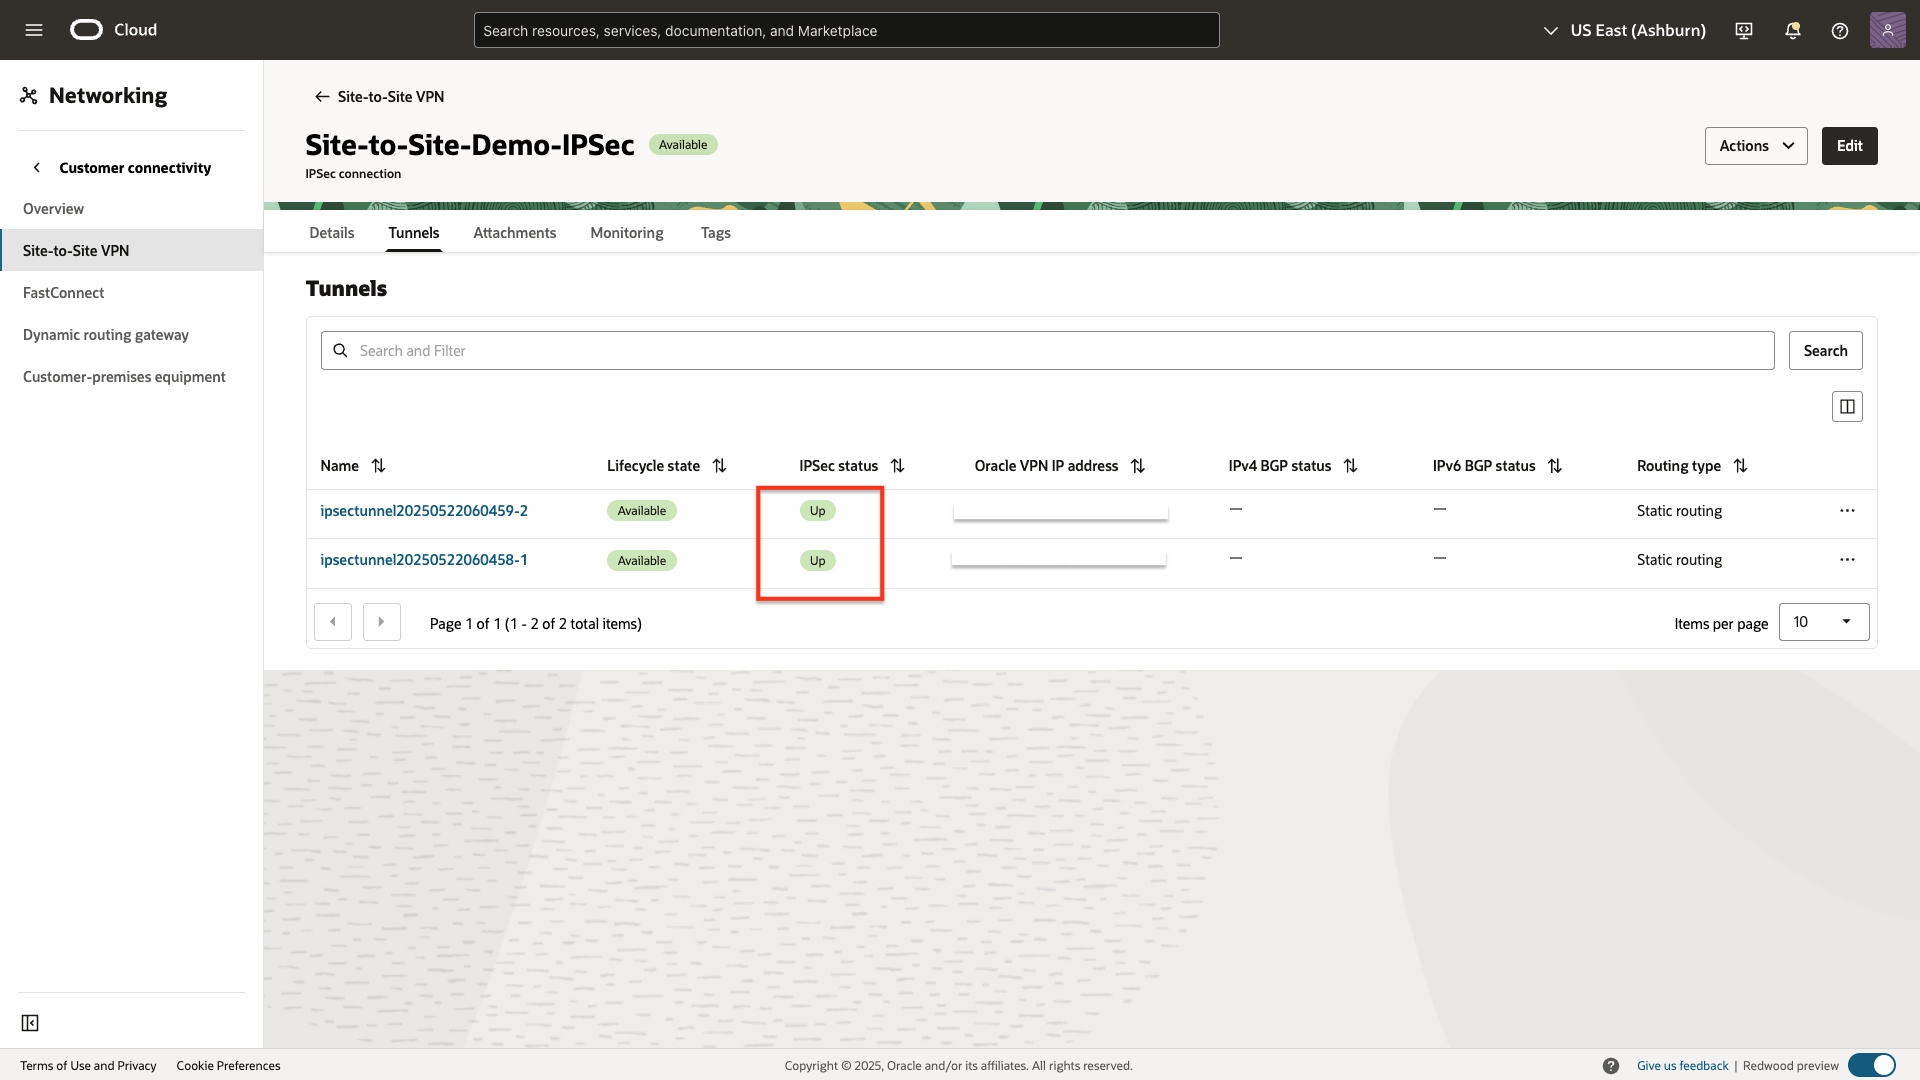 Cloud
Search resources, services, documentation, and Marketplace
US East (Ashburn)
Networking
Customer connectivity
Overview
Site-to-Site VPN
FastConnect
Dynamic routing gateway
Customer-premises equipment
Site-to-Site VPN
Site-to-Site-Demo-IPSec
Available
IPSec connection
Actions
Edit
Details
Tunnels
Attachments
Monitoring
Tags
Tunnels
Search and Filter
Search
Name
Lifecycle state
IPSec status
Oracle VPN IP address
IPv4 BGP status
IPv6 BGP status
Routing type
ipsectunnel20250522060459-2
Available
Up
—
—
Static routing
ipsectunnel20250522060458-1
Available
Up
—
—
Static routing
Page 1 of 1 (1 - 2 of 2 total items)
Items per page
10
Terms of Use and Privacy
Cookie Preferences
Copyright © 2025, Oracle and/or its affiliates. All rights reserved.
Give us feedback | Redwood preview